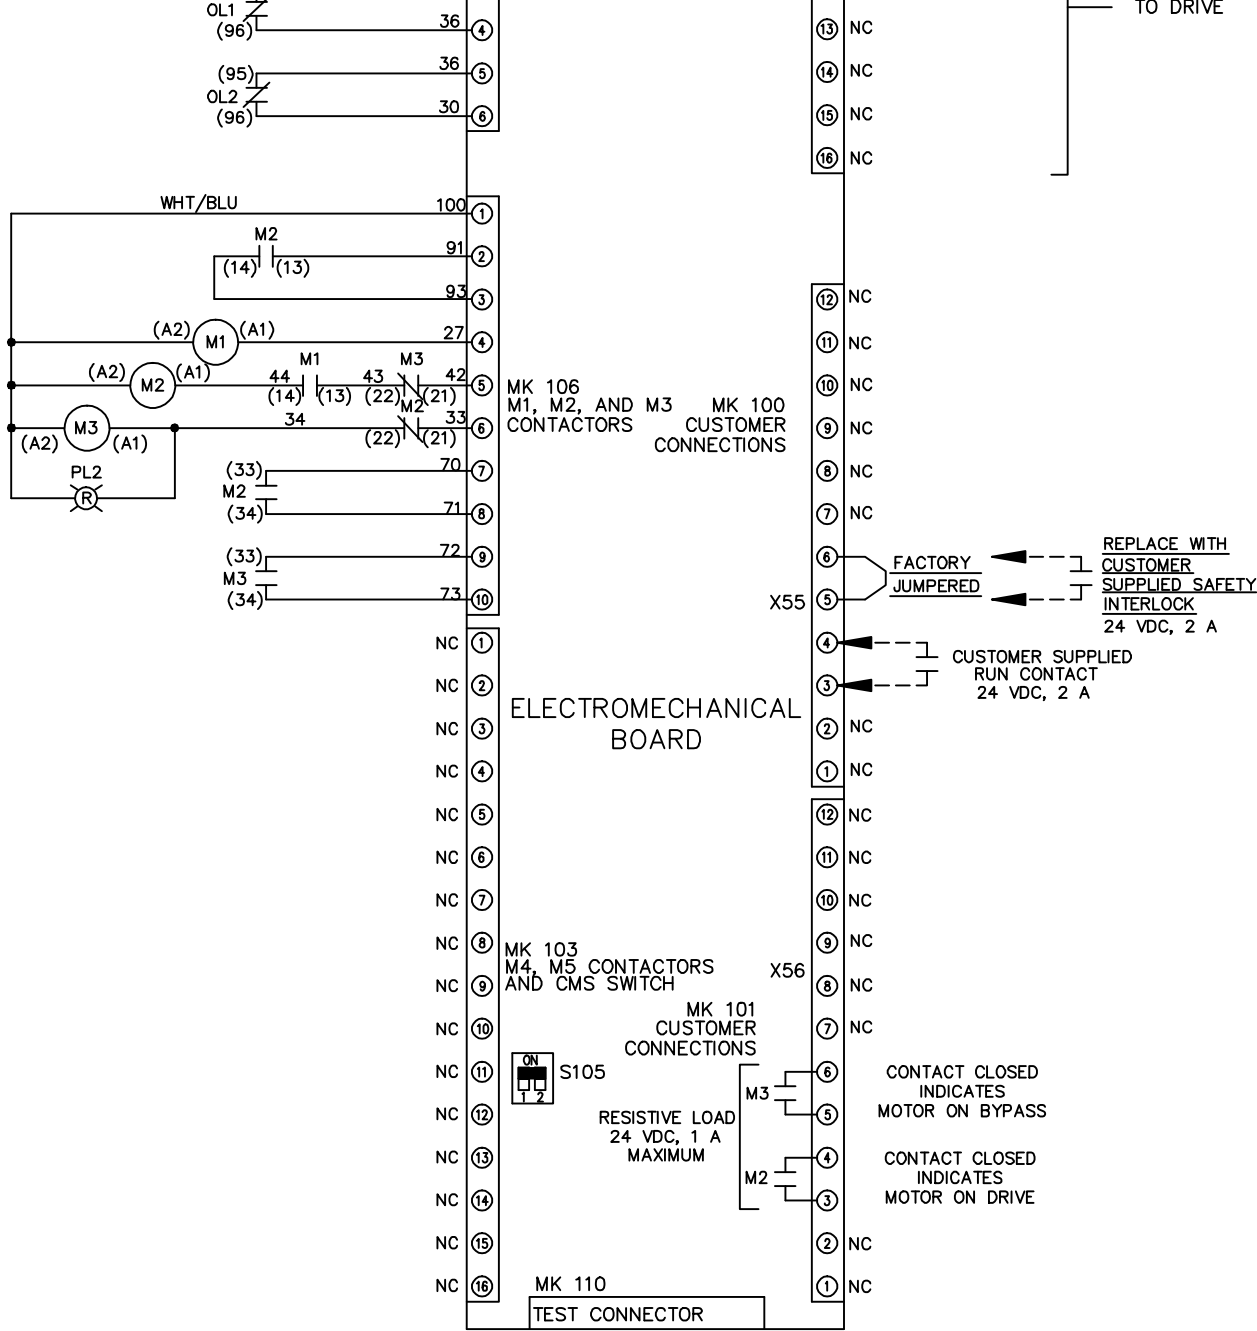 OL1
(96)
36
4
(95)
36
5
OL2
(96)
30
6
TO DRIVE
13 NC
14 NC
15 NC
16 NC
WHT/BLU
100
1
M2
(14) (13)
91
2
93
3
(A2) M1 (A1)
27
4
(A2) M2 (A1)
M1
44
(14) (13)
43
M3
(22) (21)
42
5
(A2) M3 (A1)
34
M2
(22) (21)
33
6
PL2
R
(33)
70
7
M2
(34)
71
8
(33)
72
9
M3
(34)
73
10
MK 106
M1, M2, AND M3
CONTACTORS
MK 100
CUSTOMER
CONNECTIONS
12 NC
11 NC
10 NC
9 NC
8 NC
7 NC
6
X55
5
4
3
2 NC
1 NC
FACTORY
JUMPERED
REPLACE WITH
CUSTOMER
SUPPLIED SAFETY
INTERLOCK
24 VDC, 2 A
CUSTOMER SUPPLIED
RUN CONTACT
24 VDC, 2 A
ELECTROMECHANICAL
BOARD
NC 1
NC 2
NC 3
NC 4
NC 5
NC 6
NC 7
NC 8
NC 9
NC 10
NC 11
NC 12
NC 13
NC 14
NC 15
NC 16
MK 103
M4, M5 CONTACTORS
AND CMS SWITCH
ON
1 2
S105
X56
MK 101
CUSTOMER
CONNECTIONS
12 NC
11 NC
10 NC
9 NC
8 NC
7 NC
6
M3
5
4
M2
3
2 NC
1 NC
RESISTIVE LOAD
24 VDC, 1 A
MAXIMUM
CONTACT CLOSED
INDICATES
MOTOR ON BYPASS
CONTACT CLOSED
INDICATES
MOTOR ON DRIVE
MK 110
TEST CONNECTOR